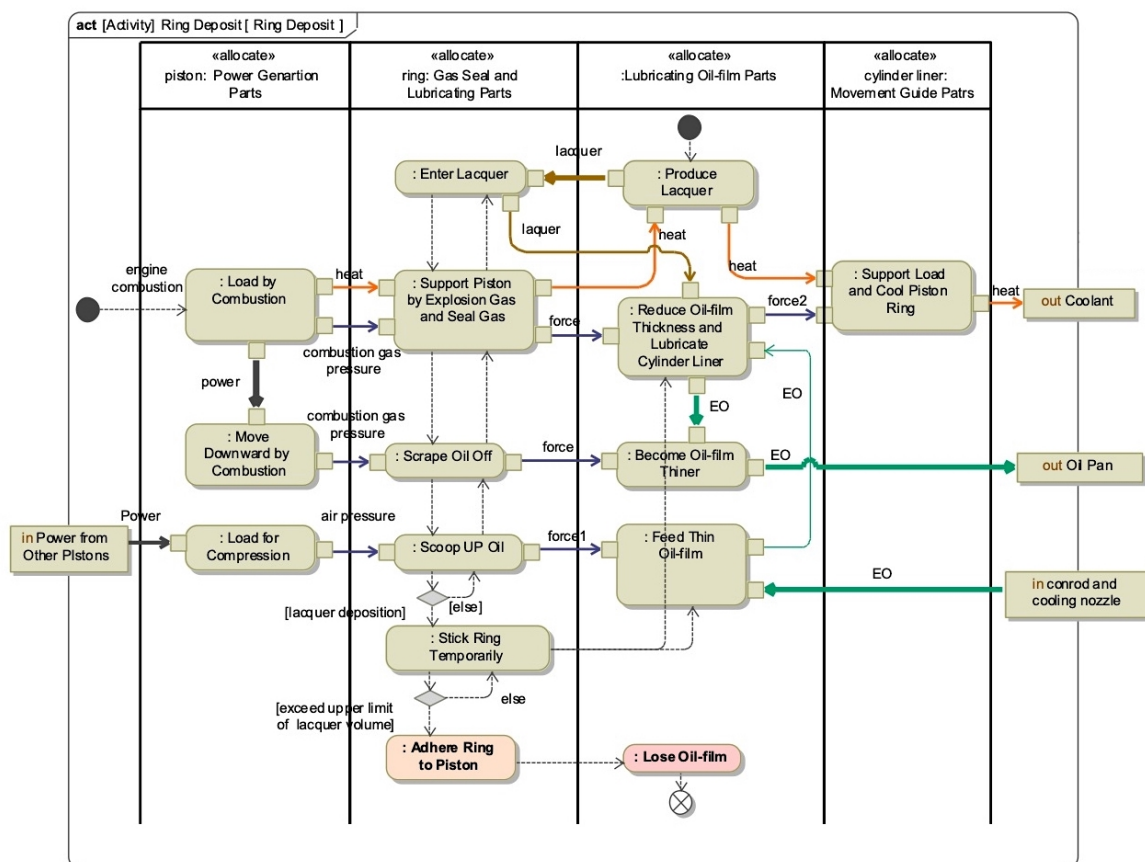 act [Activity] Ring Deposit [ Ring Deposit ]
«allocate»
piston: Power Genartion
Parts
«allocate»
ring: Gas Seal and
Lubricating Parts
«allocate»
:Lubricating Oil-film Parts
«allocate»
cylinder liner:
Movement Guide Patrs
lacquer
: Enter Lacquer
: Produce
Lacquer
laquer
heat
engine
combustion
: Load by
Combustion
heat
: Support Piston
by Explosion Gas
and Seal Gas
heat
: Support Load
and Cool Piston
Ring
heat
out Coolant
force
: Reduce Oil-film
Thickness and
Lubricate
Cylinder Liner
force2
combustion gas
pressure
power
EO
EO
combustion gas
pressure
: Move
Downward by
Combustion
: Scrape Oil Off
force
: Become Oil-film
Thiner
EO
out Oil Pan
in Power from
Other PIstons
Power
: Load for
Compression
air pressure
: Scoop UP Oil
force1
: Feed Thin
Oil-film
EO
in conrod and
cooling nozzle
[lacquer deposition]
[else]
: Stick Ring
Temporarily
else
[exceed upper limit
of lacquer volume]
: Adhere Ring
to Piston
: Lose Oil-film